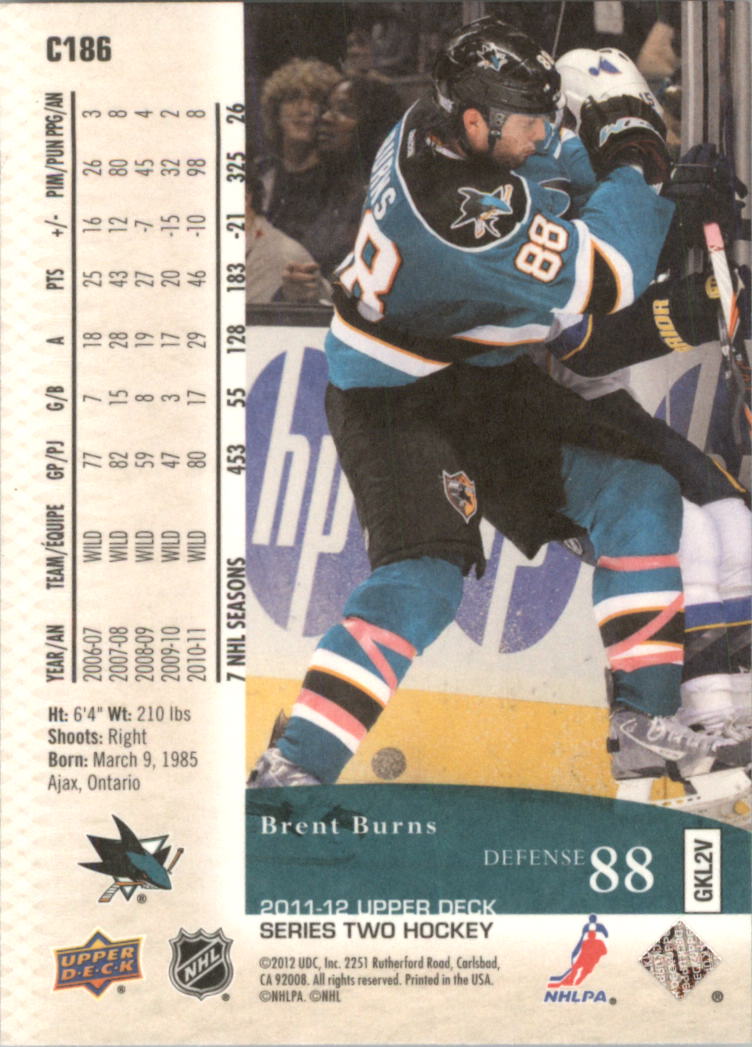 C186
YEAR/AN TEAM/ÉQUIPE GP/PJ G/B A PTS +/- PIM/PUN PPG/AN
2006-07 WILD 77 7 18 25 16 26 3
2007-08 WILD 82 15 28 43 12 80 8
2008-09 WILD 59 8 19 27 -7 45 4
2009-10 WILD 47 3 17 20 -15 32 2
2010-11 WILD 80 17 29 46 -10 98 8
7 NHL SEASONS 453 55 128 183 -21 325 26
Ht: 6'4" Wt: 210 lbs
Shoots: Right
Born: March 9, 1985
Ajax, Ontario
88
BURNS
88
88
hp
hp
Brent Burns
DEFENSE 88
GKL2V
2011-12 UPPER DECK
SERIES TWO HOCKEY
©2012 UDC, Inc. 2251 Rutherford Road, Carlsbad,
CA 92008. All rights reserved. Printed in the USA.
©NHLPA. ©NHL
UPPER
D·E·C·K
®
NHL
®
NHLPA®
®